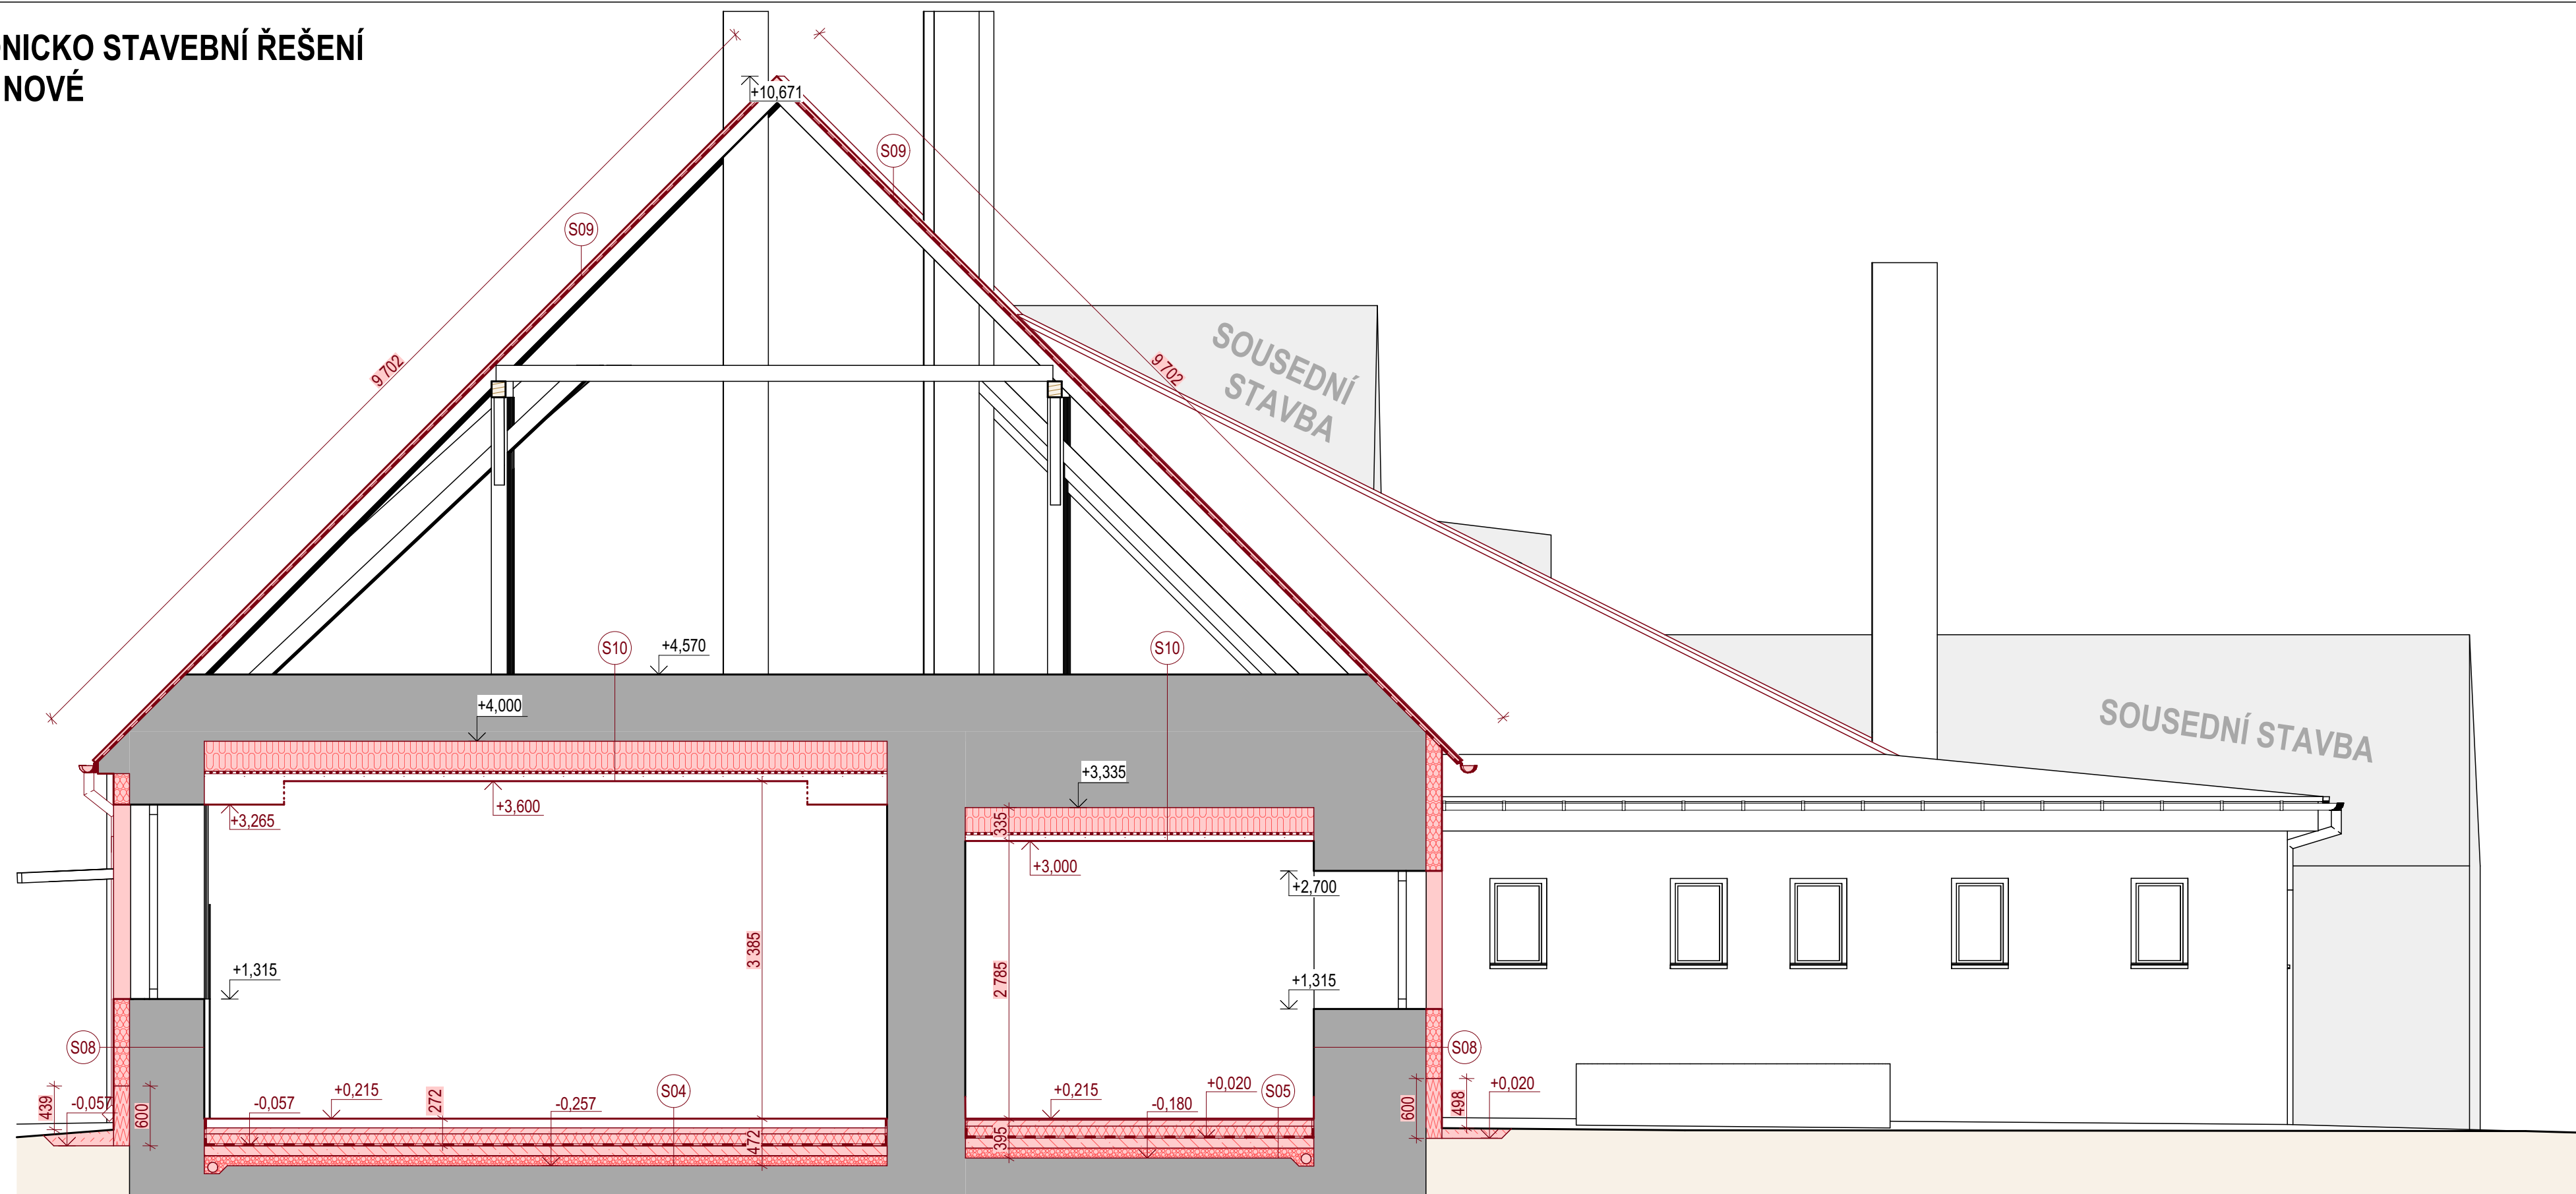 NICKO STAVEBNÍ ŘEŠENÍ
NOVÉ
+10,671
S09
S09
9 702
9 702
SOUSEDNÍ
STAVBA
S10
+4,570
S10
+4,000
SOUSEDNÍ STAVBA
+3,335
+3,600
+3,265
335
+3,000
+2,700
3 385
+1,315
2 785
+1,315
S08
S08
439
-0,057
600
-0,057
+0,215
272
-0,257
S04
472
+0,215
-0,180
+0,020
S05
395
600
498
+0,020